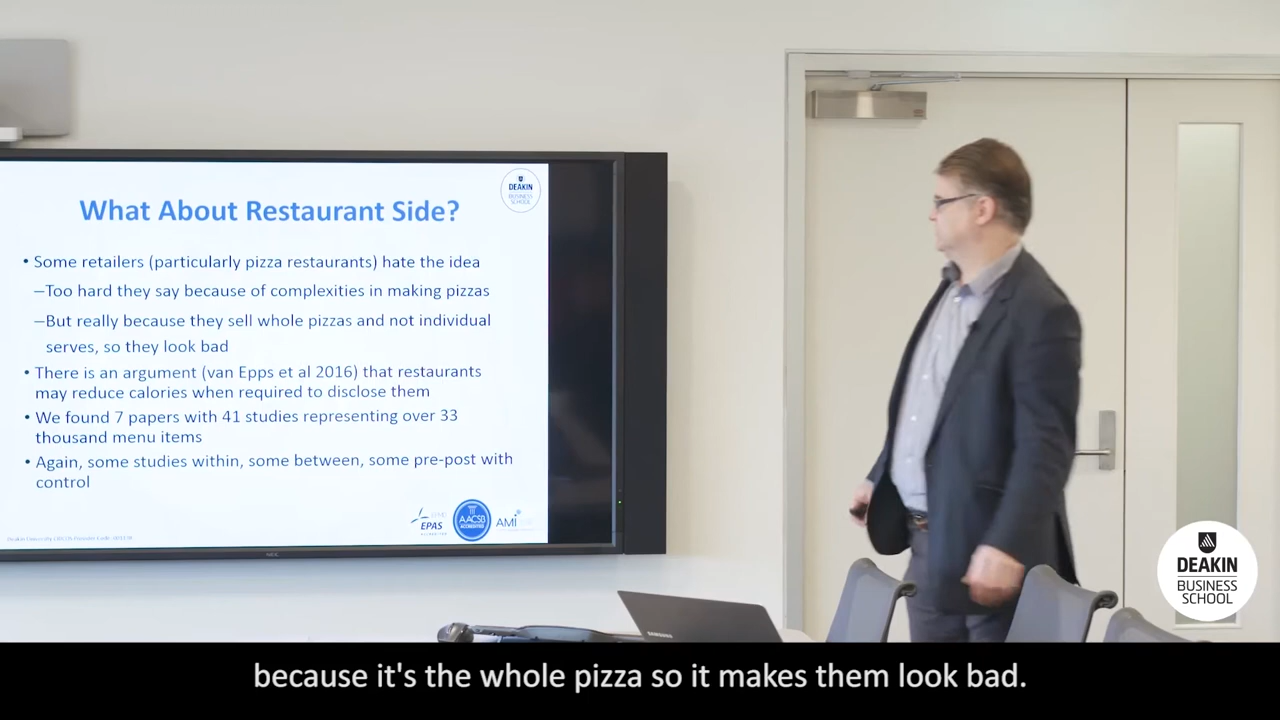 DEAKIN
BUSINESS
SCHOOL
What About Restaurant Side?
• Some retailers (particularly pizza restaurants) hate the idea
–Too hard they say because of complexities in making pizzas
–But really because they sell whole pizzas and not individual
serves, so they look bad
• There is an argument (van Epps et al 2016) that restaurants
may reduce calories when required to disclose them
• We found 7 papers with 41 studies representing over 33
thousand menu items
• Again, some studies within, some between, some pre-post with
control
EPAS
AACSB
ACCREDITED
AMI
NEC
SAMSUNG
DEAKIN
BUSINESS
SCHOOL
because it's the whole pizza so it makes them look bad.